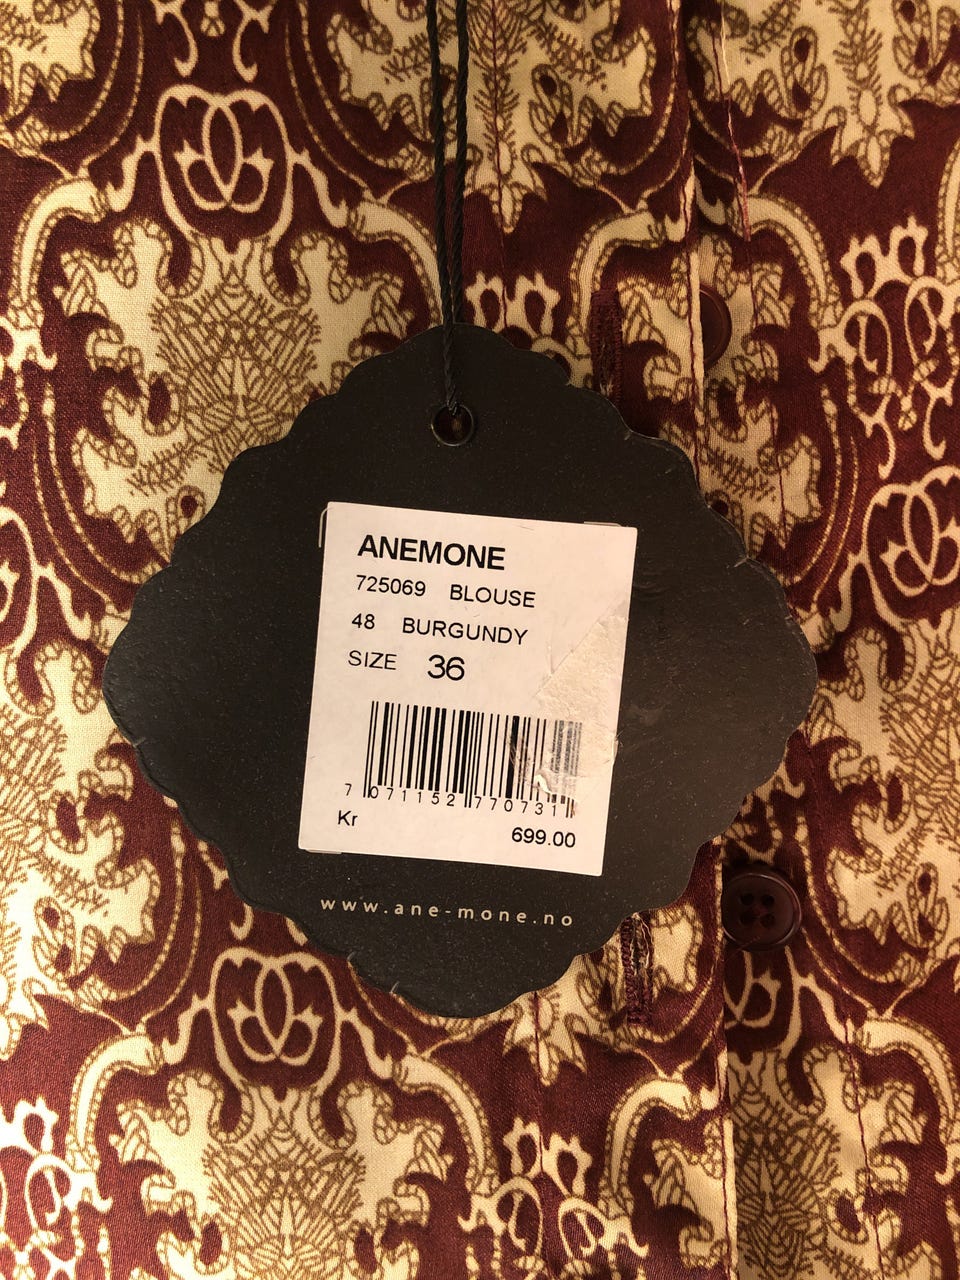 ANEMONE
725069 BLOUSE
48 BURGUNDY
SIZE 36
7 071152 770731
Kr
699.00
www.ane-mone.no